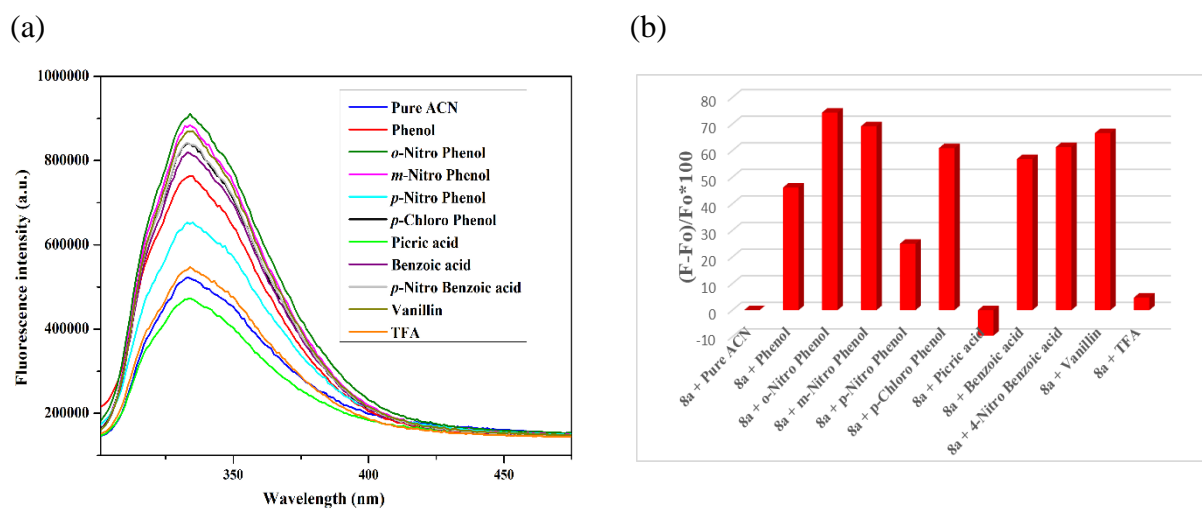 (a)
(b)
1000000
800000
600000
400000
200000
Fluorescence intensity (a.u.)
Pure ACN
Phenol
o-Nitro Phenol
m-Nitro Phenol
p-Nitro Phenol
p-Chloro Phenol
Picric acid
Benzoic acid
p-Nitro Benzoic acid
Vanillin
TFA
350
400
450
Wavelength (nm)
(F-Fo)/Fo*100
80
70
60
50
40
30
20
10
0
-10
8a + Pure ACN
8a + Phenol
8a + o-Nitro Phenol
8a + m-Nitro Phenol
8a + p-Nitro Phenol
8a + p-Chloro Phenol
8a + Picric acid
8a + Benzoic acid
8a + 4-Nitro Benzoic acid
8a + Vanillin
8a + TFA